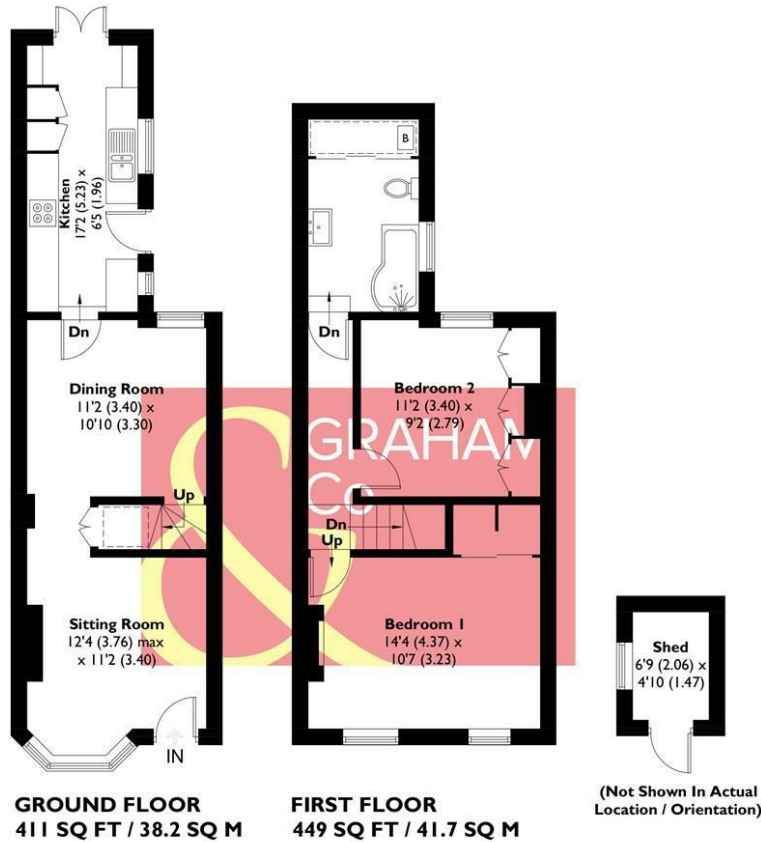 Kitchen
17'2 (5.23) x
6'5 (1.96)
Dn
Dining Room
11'2 (3.40) x
10'10 (3.30)
Up
Sitting Room
12'4 (3.76) max
x 11'2 (3.40)
IN
GROUND FLOOR
411 SQ FT / 38.2 SQ M
B
Dn
Bedroom 2
11'2 (3.40) x
9'2 (2.79)
&
GRAHAM
Co
Dn
Up
Bedroom 1
14'4 (4.37) x
10'7 (3.23)
FIRST FLOOR
449 SQ FT / 41.7 SQ M
Shed
6'9 (2.06) x
4'10 (1.47)
(Not Shown In Actual
Location / Orientation)